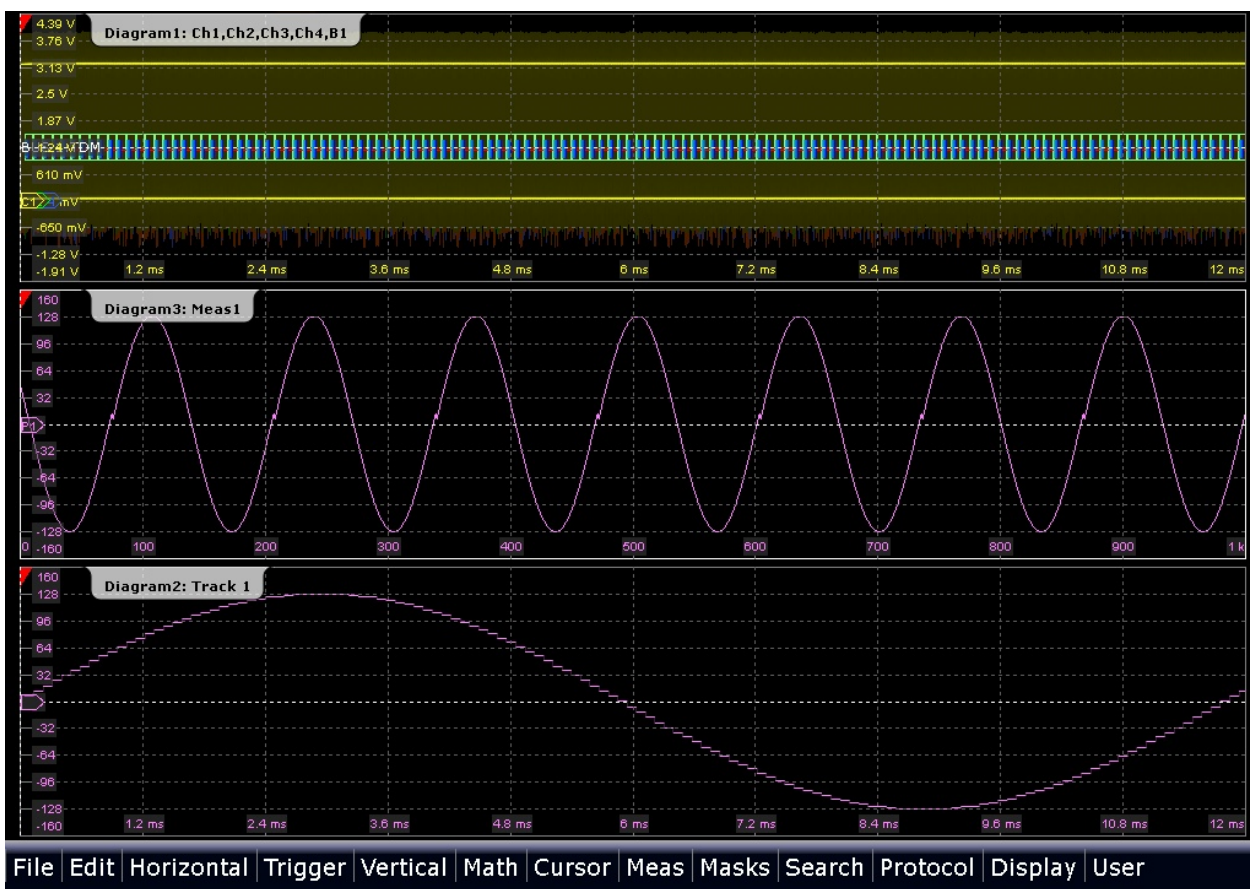 4.39 V
Diagram1: Ch1,Ch2,Ch3,Ch4,B1
3.76 V
3.13 V
2.5 V
1.87 V
1.24 V
TDM
610 mV
C1
mV
-650 mV
-1.28 V
-1.91 V
1.2 ms 2.4 ms 3.6 ms 4.8 ms 6 ms 7.2 ms 8.4 ms 9.6 ms 10.8 ms 12 ms
160
Diagram3: Meas1
128
96
64
32
-32
-64
-96
-128
0 -160 100 200 300 400 500 600 700 800 900 1 k
160
Diagram2: Track 1
128
96
64
32
-32
-64
-96
-128
-160 1.2 ms 2.4 ms 3.6 ms 4.8 ms 6 ms 7.2 ms 8.4 ms 9.6 ms 10.8 ms 12 ms
File Edit Horizontal Trigger Vertical Math Cursor Meas Masks Search Protocol Display User